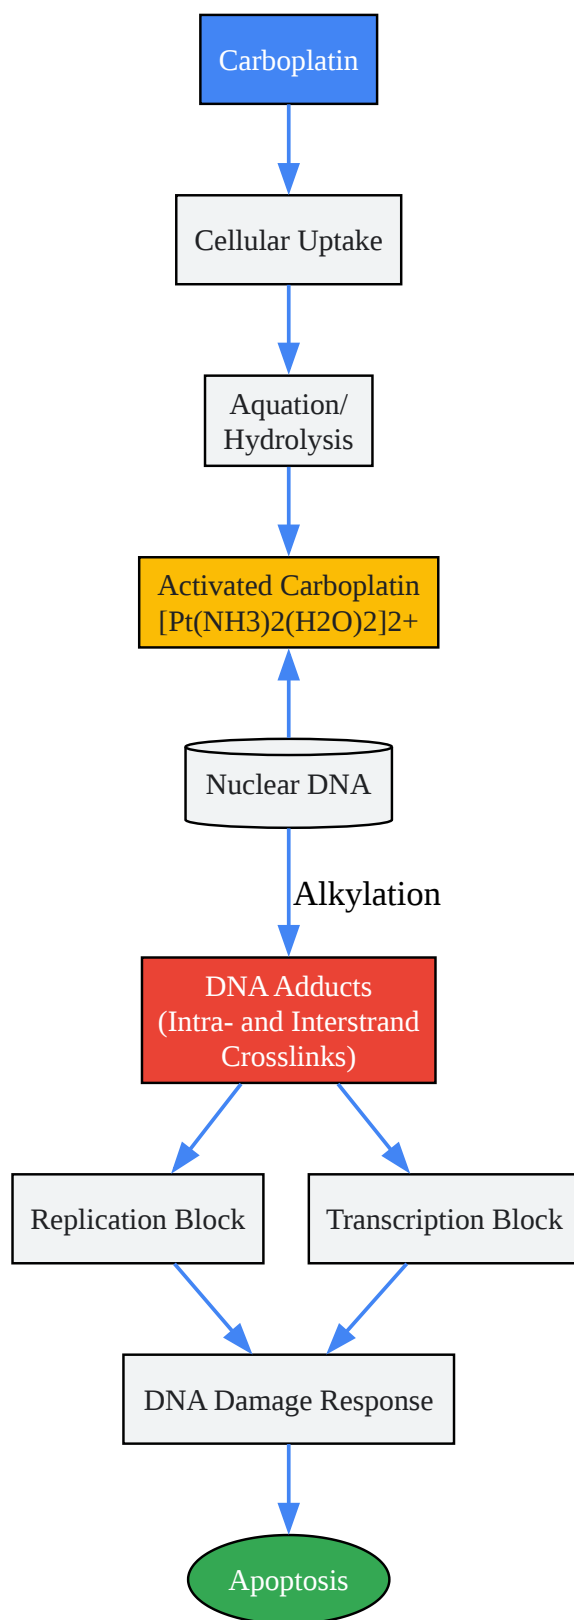 Carboplatin
Cellular Uptake
Aquation/
Hydrolysis
Activated Carboplatin
[Pt(NH3)2(H2O)2]2+
Nuclear DNA
Alkylation
DNA Adducts
(Intra- and Interstrand
Crosslinks)
Replication Block
Transcription Block
DNA Damage Response
Apoptosis